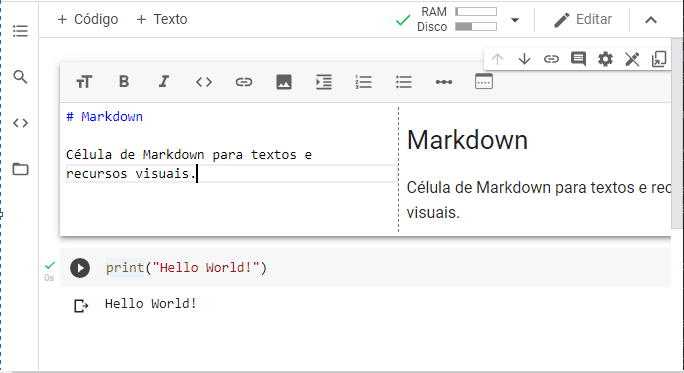 + Código + Texto RAM Disco Editar
# Markdown
Célula de Markdown para textos e
recursos visuais.
Markdown
Célula de Markdown para textos e rec
visuais.
print("Hello World!")
0s
Hello World!